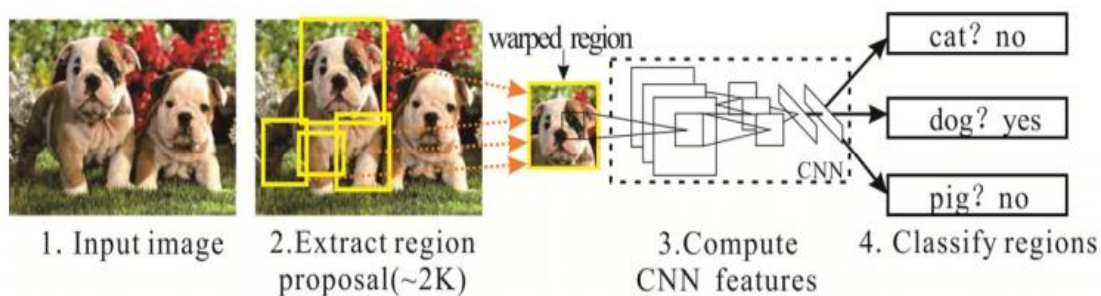 warped region
cat? no
dog? yes
pig? no
CNN
1. Input image
2.Extract region
proposal(~2K)
3.Compute
CNN features
4. Classify regions